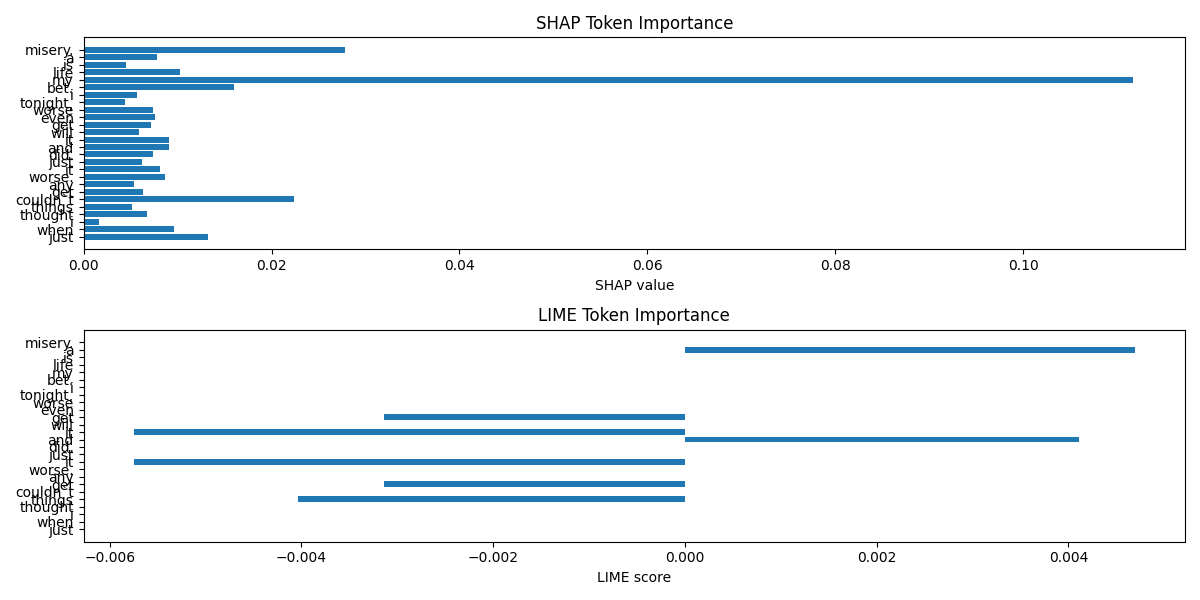 SHAP Token Importance
misery.
a
is
life
my
bet.
i
tonight,
worse
even
get
will
it
and
did.
just
it
worse,
any
get
couldn't
things
thought
i
when
just
0.00 0.02 0.04 0.06 0.08 0.10
SHAP value
LIME Token Importance
misery.
a
is
life
my
bet.
i
tonight,
worse
even
get
will
it
and
did.
just
it
worse,
any
get
couldn't
things
thought
i
when
just
−0.006 −0.004 −0.002 0.000 0.002 0.004
LIME score